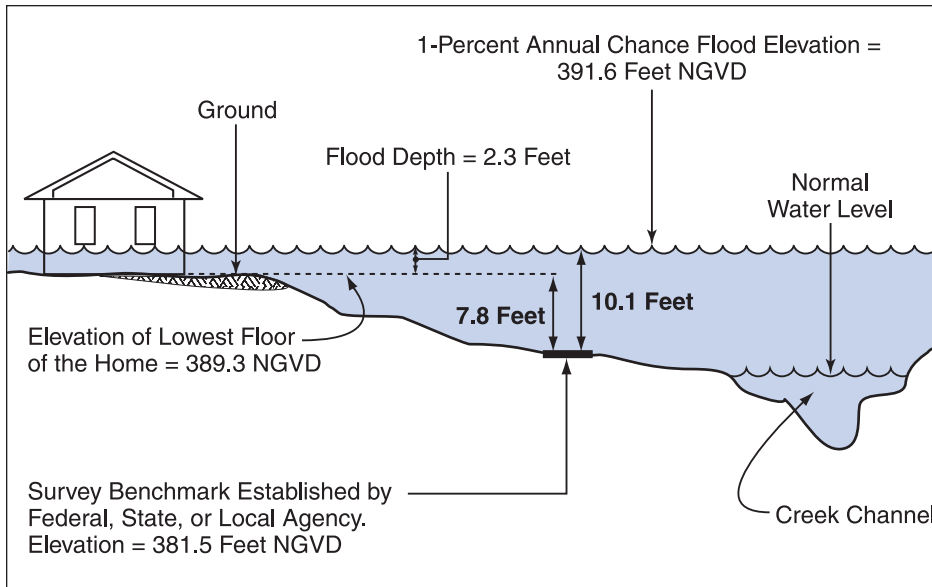 1-Percent Annual Chance Flood Elevation =
391.6 Feet NGVD
Ground
Flood Depth = 2.3 Feet
Normal
Water Level
7.8 Feet
10.1 Feet
Elevation of Lowest Floor
of the Home = 389.3 NGVD
Survey Benchmark Established by
Federal, State, or Local Agency.
Elevation = 381.5 Feet NGVD
Creek Channel